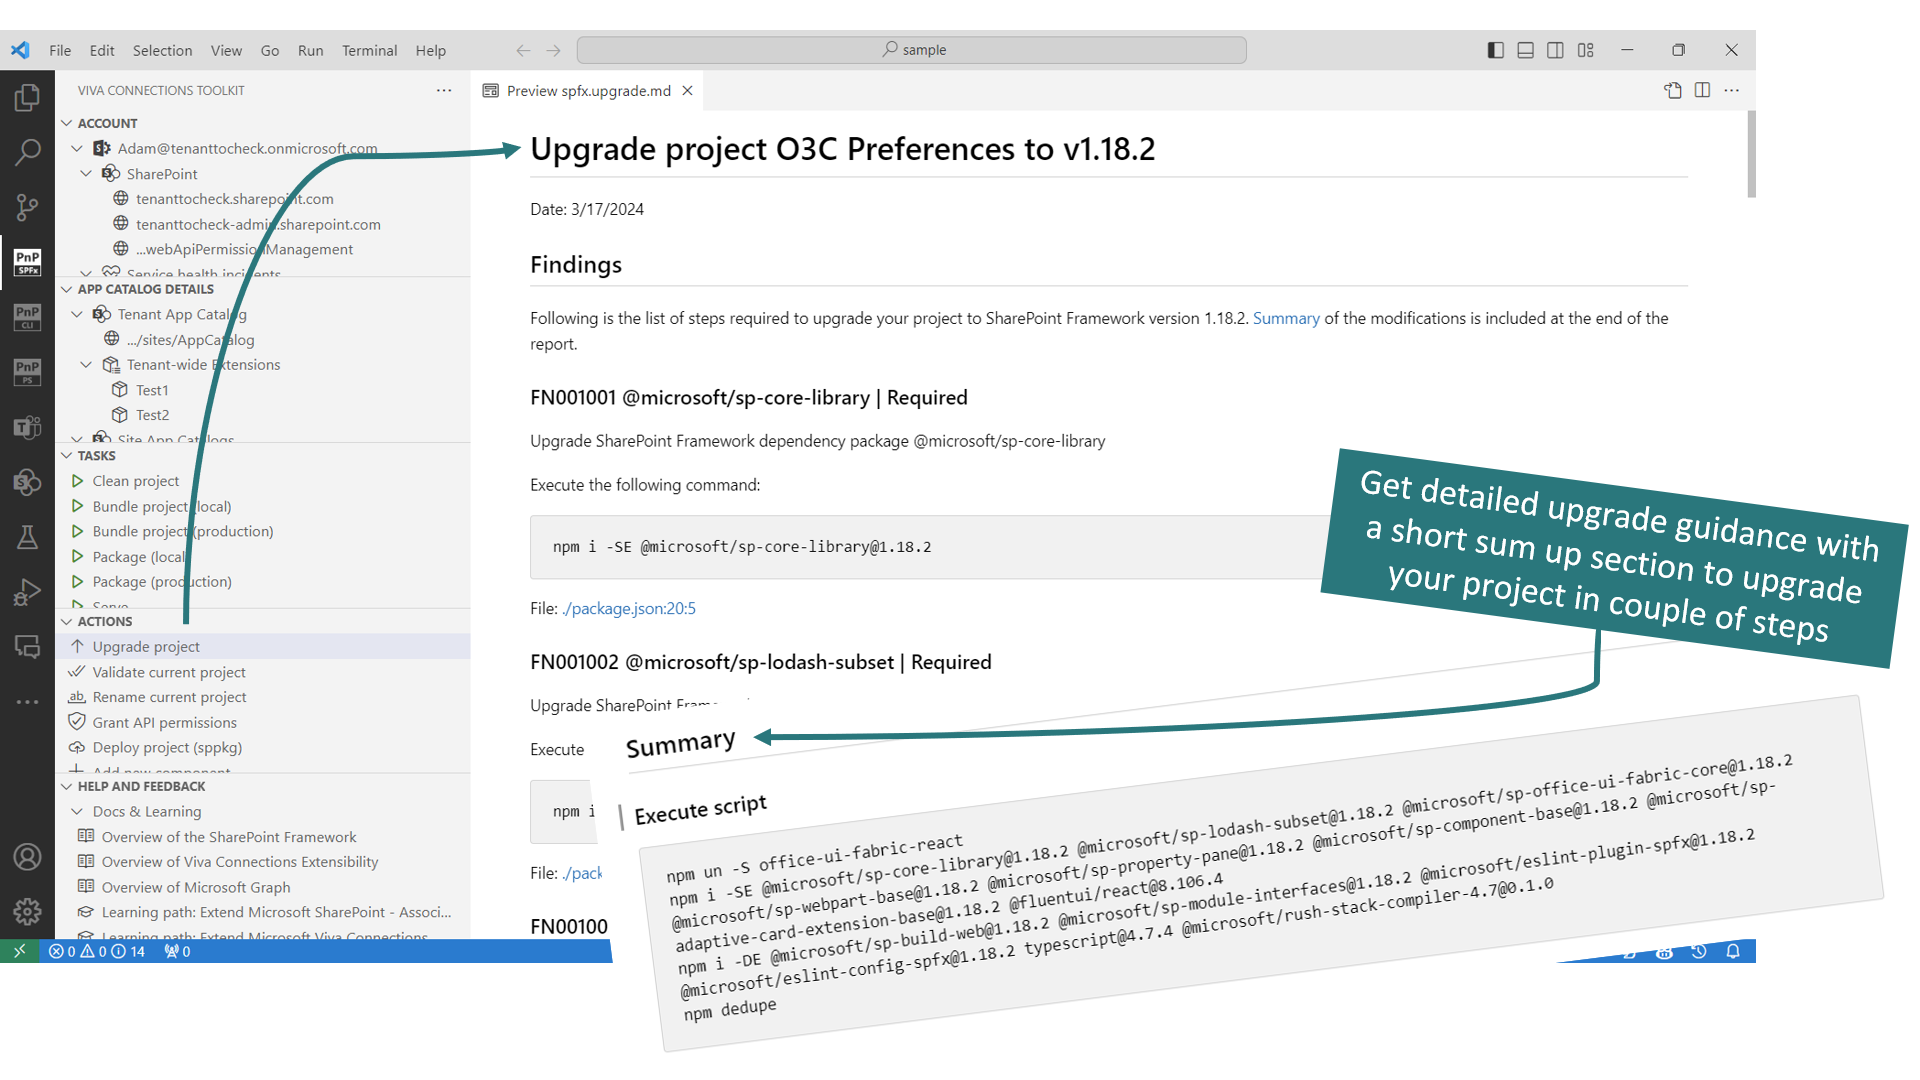 File Edit Selection View Go Run Terminal Help
sample
VIVA CONNECTIONS TOOLKIT
ACCOUNT
Adam@tenanttocheck.onmicrosoft.com
SharePoint
tenanttocheck.sharepoint.com
tenanttocheck-admin.sharepoint.com
...webApiPermissionManagement
Service health incidents
APP CATALOG DETAILS
Tenant App Catalog
.../sites/AppCatalog
Tenant-wide Extensions
Test1
Test2
Site App Catalogs
TASKS
Clean project
Bundle project (local)
Bundle project (production)
Package (local)
Package (production)
Serve
ACTIONS
Upgrade project
Validate current project
Rename current project
Grant API permissions
Deploy project (sppkg)
Add new component
HELP AND FEEDBACK
Docs & Learning
Overview of the SharePoint Framework
Overview of Viva Connections Extensibility
Overview of Microsoft Graph
Learning path: Extend Microsoft SharePoint - Associ...
Learning path: Extend Microsoft Viva Connections
PnP
SPFx
PnP
CLI
PnP
PS
0 0 14 0
Preview spfx.upgrade.md
Upgrade project O3C Preferences to v1.18.2
Date: 3/17/2024
Findings
Following is the list of steps required to upgrade your project to SharePoint Framework version 1.18.2. Summary of the modifications is included at the end of the
report.
FN001001 @microsoft/sp-core-library | Required
Upgrade SharePoint Framework dependency package @microsoft/sp-core-library
Execute the following command:
npm i -SE @microsoft/sp-core-library@1.18.2
File: ./package.json:20:5
FN001002 @microsoft/sp-lodash-subset | Required
Upgrade SharePoint Frame
Execute
npm i
File: ./pack
FN00100
Get detailed upgrade guidance with
a short sum up section to upgrade
your project in couple of steps
Summary
Execute script
npm un -S office-ui-fabric-react
npm i -SE @microsoft/sp-core-library@1.18.2 @microsoft/sp-lodash-subset@1.18.2 @microsoft/sp-office-ui-fabric-core@1.18.2
@microsoft/sp-webpart-base@1.18.2 @microsoft/sp-property-pane@1.18.2 @microsoft/sp-component-base@1.18.2 @microsoft/sp-
adaptive-card-extension-base@1.18.2 @fluentui/react@8.106.4
npm i -DE @microsoft/sp-build-web@1.18.2 @microsoft/sp-module-interfaces@1.18.2 @microsoft/eslint-plugin-spfx@1.18.2
@microsoft/eslint-config-spfx@1.18.2 typescript@4.7.4 @microsoft/rush-stack-compiler-4.7@0.1.0
npm dedupe